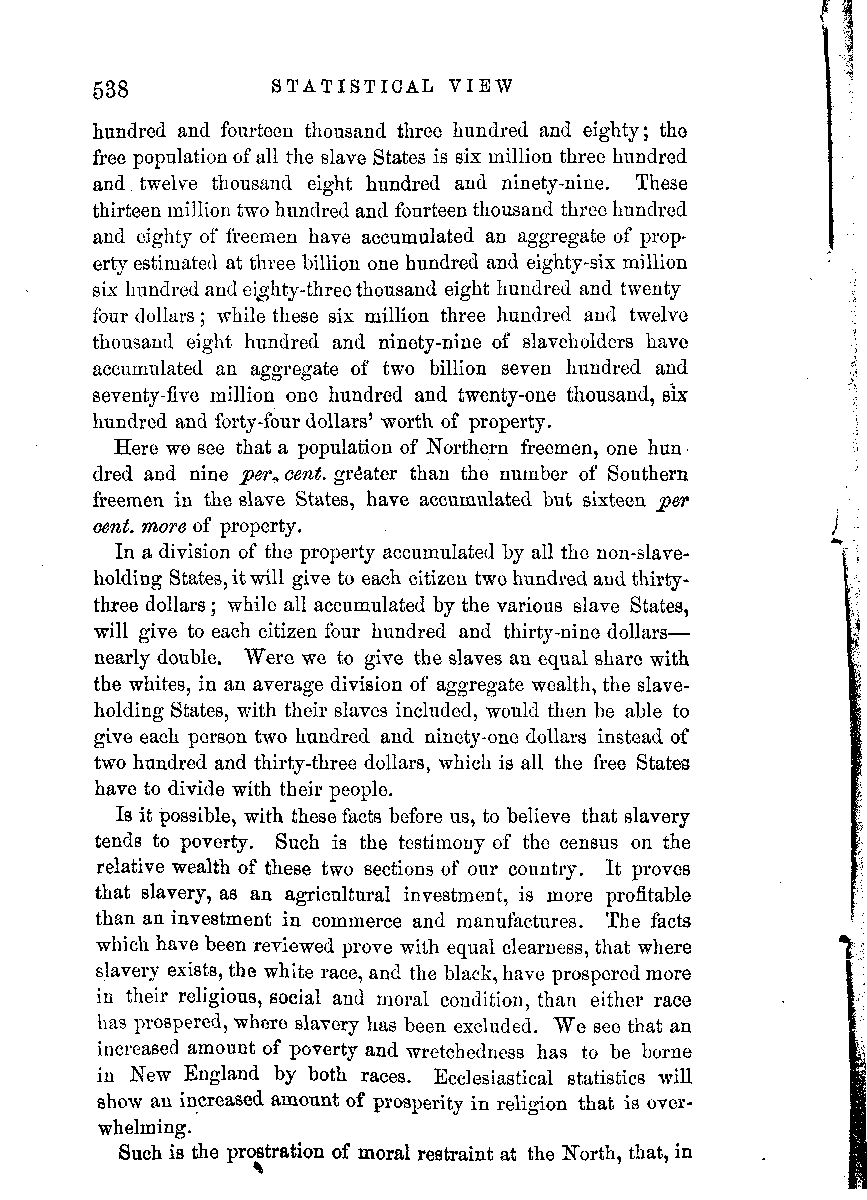 538 STATISTICAL VIEW
hundred and fourteen thousand three hundred and eighty; the
free population of all the slave States is six million three hundred
and twelve thousand eight hundred and ninety-nine. These
thirteen million two hundred and fourteen thousand three hundred
and eighty of freemen have accumulated an aggregate of prop-
erty estimated at three billion one hundred and eighty-six million
six hundred and eighty-three thousand eight hundred and twenty
four dollars; while these six million three hundred and twelve
thousand eight hundred and ninety-nine of slaveholders have
accumulated an aggregate of two billion seven hundred and
seventy-five million one hundred and twenty-one thousand, six
hundred and forty-four dollars' worth of property.
Here we see that a population of Northern freemen, one hun-
dred and nine per cent. greater than the number of Southern
freemen in the slave States, have accumulated but sixteen per
cent. more of property.
In a division of the property accumulated by all the non-slave-
holding States, it will give to each citizen two hundred and thirty-
three dollars; while all accumulated by the various slave States,
will give to each citizen four hundred and thirty-nine dollars—
nearly double. Were we to give the slaves an equal share with
the whites, in an average division of aggregate wealth, the slave-
holding States, with their slaves included, would then be able to
give each person two hundred and ninety-one dollars instead of
two hundred and thirty-three dollars, which is all the free States
have to divide with their people.
Is it possible, with these facts before us, to believe that slavery
tends to poverty. Such is the testimony of the census on the
relative wealth of these two sections of our country. It proves
that slavery, as an agricultural investment, is more profitable
than an investment in commerce and manufactures. The facts
which have been reviewed prove with equal clearness, that where
slavery exists, the white race, and the black, have prospered more
in their religious, social and moral condition, than either race
has prospered, where slavery has been excluded. We see that an
increased amount of poverty and wretchedness has to be borne
in New England by both races. Ecclesiastical statistics will
show an increased amount of prosperity in religion that is over-
whelming.
Such is the prostration of moral restraint at the North, that, in